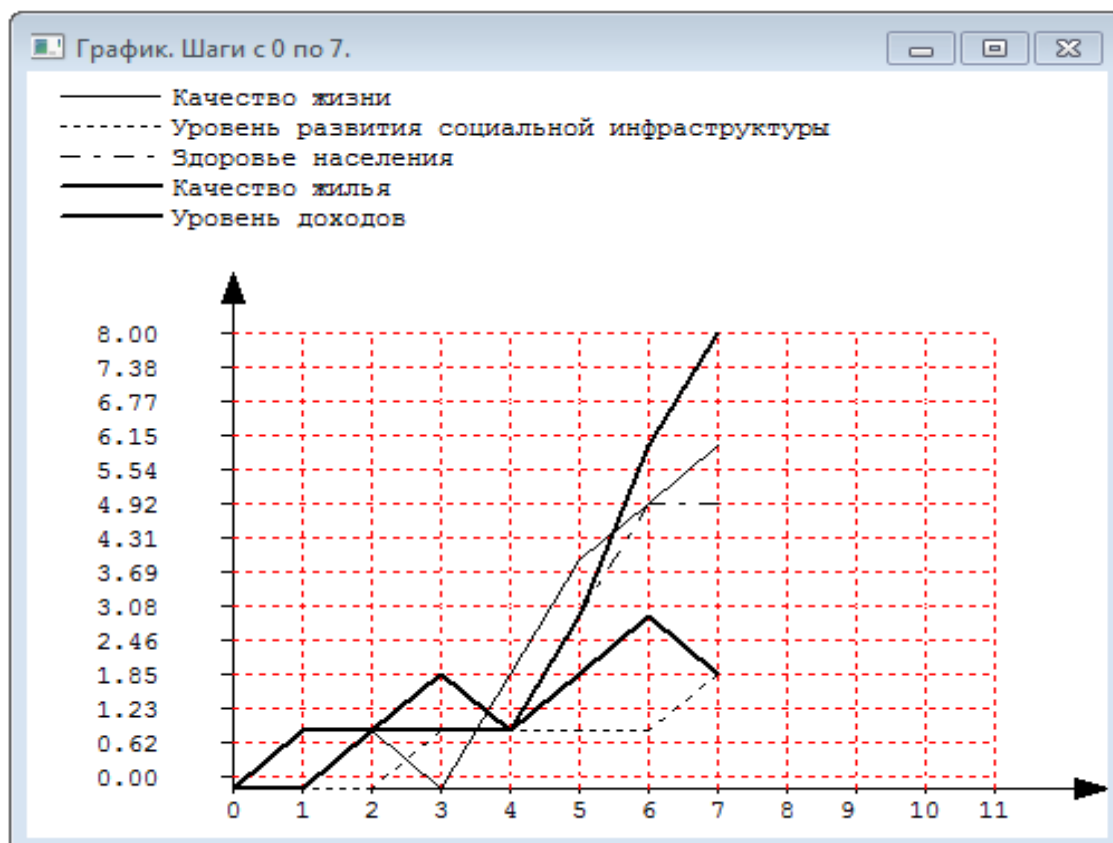 График. Шаги с 0 по 7.
Качество жизни
Уровень развития социальной инфраструктуры
Здоровье населения
Качество жилья
Уровень доходов
8.00
7.38
6.77
6.15
5.54
4.92
4.31
3.69
3.08
2.46
1.85
1.23
0.62
0.00
0 1 2 3 4 5 6 7 8 9 10 11